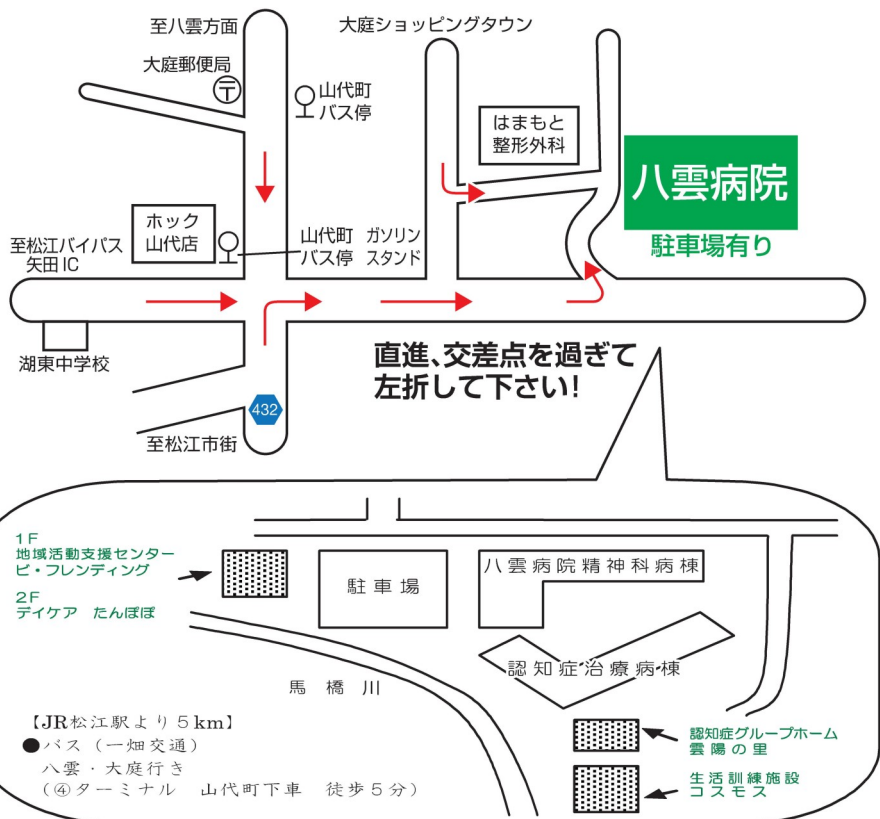 至八雲方面
大庭ショッピングタウン
大庭郵便局
〒
山代町
バス停
はまもと
整形外科
八雲病院
駐車場有り
ホック
山代店
山代町
バス停
ガソリン
スタンド
至松江バイパス
矢田IC
湖東中学校
直進、交差点を過ぎて
左折して下さい!
432
至松江市街
1F
地域活動支援センター
ビ・フレンディング
2F
デイケア たんぽぽ
駐車場
八雲病院精神科病棟
認知症治療病棟
馬橋川
【JR松江駅より5km】
●バス(一畑交通)
八雲・大庭行き
(④ターミナル 山代町下車 徒歩5分)
認知症グループホーム
雲陽の里
生活訓練施設
コスモス